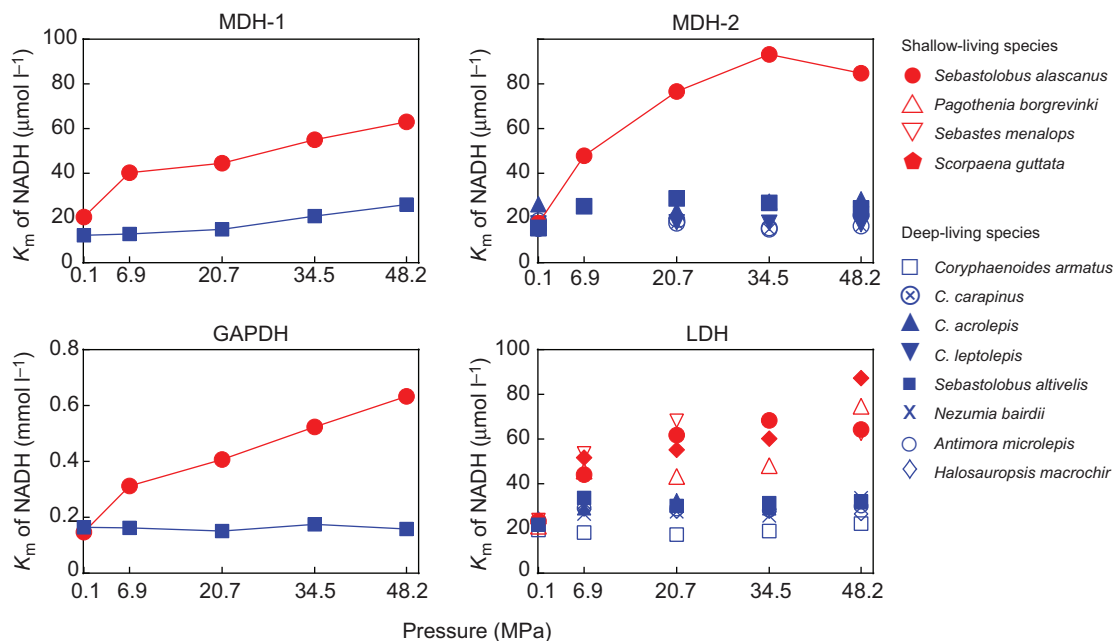 MDH-1
100
80
60
40
20
0
Km of NADH (μmol l–1)
0.1 6.9 20.7 34.5 48.2
MDH-2
100
80
60
40
20
0
Km of NADH (μmol l–1)
0.1 6.9 20.7 34.5 48.2
GAPDH
0.8
0.6
0.4
0.2
0
Km of NADH (mmol l–1)
0.1 6.9 20.7 34.5 48.2
LDH
100
80
60
40
20
0
Km of NADH (μmol l–1)
0.1 6.9 20.7 34.5 48.2
Pressure (MPa)
Shallow-living species
Sebastolobus alascanus
Pagothenia borgrevinki
Sebastes menalops
Scorpaena guttata
Deep-living species
Coryphaenoides armatus
C. carapinus
C. acrolepis
C. leptolepis
Sebastolobus altivelis
Nezumia bairdii
Antimora microlepis
Halosauropsis macrochir